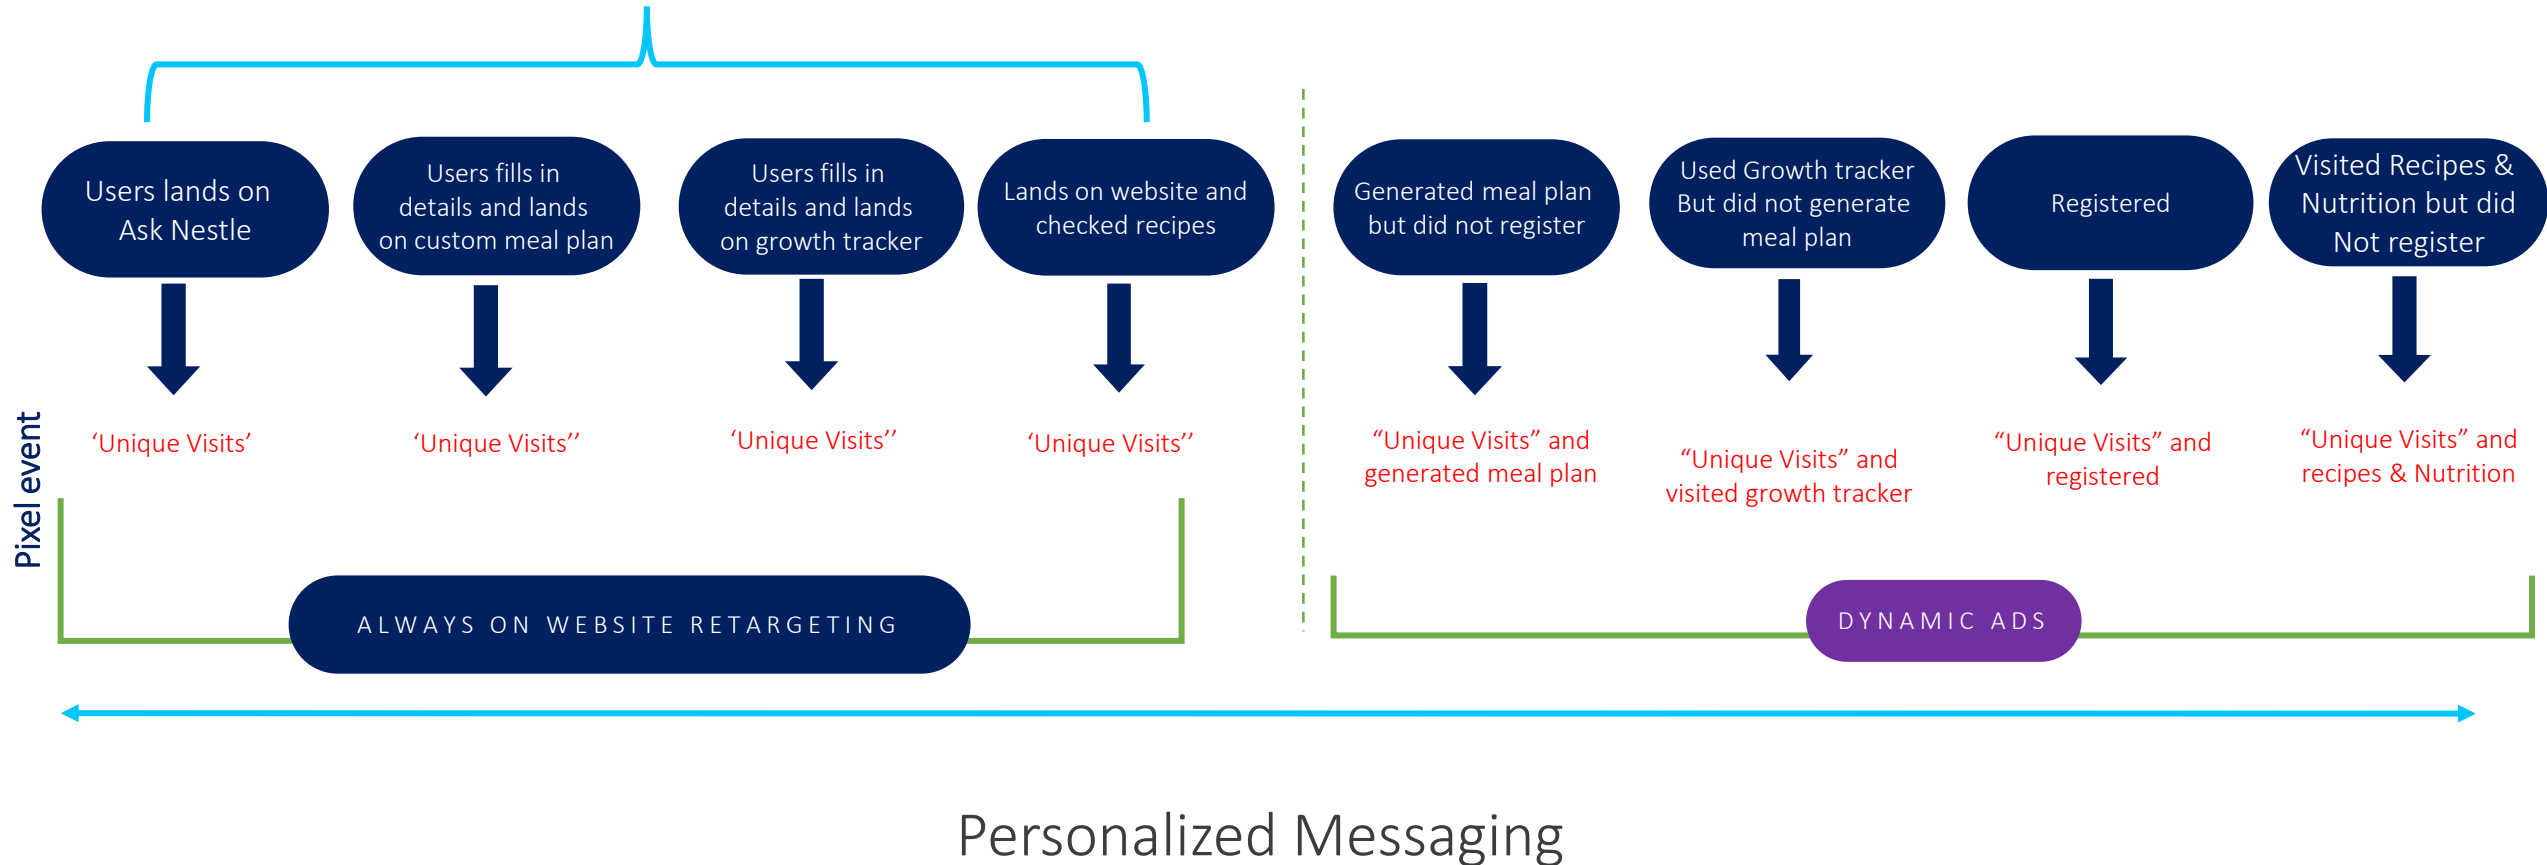 Users lands on
Ask Nestle
Users fills in
details and lands
on custom meal plan
Users fills in
details and lands
on growth tracker
Lands on website and
checked recipes
Generated meal plan
but did not register
Used Growth tracker
But did not generate
meal plan
Registered
Visited Recipes &
Nutrition but did
Not register
Pixel event
‘Unique Visits’
‘Unique Visits’’
‘Unique Visits’’
‘Unique Visits’’
“Unique Visits” and
generated meal plan
“Unique Visits” and
visited growth tracker
“Unique Visits” and
registered
“Unique Visits” and
recipes & Nutrition
ALWAYS ON WEBSITE RETARGETING
DYNAMIC ADS
Personalized Messaging